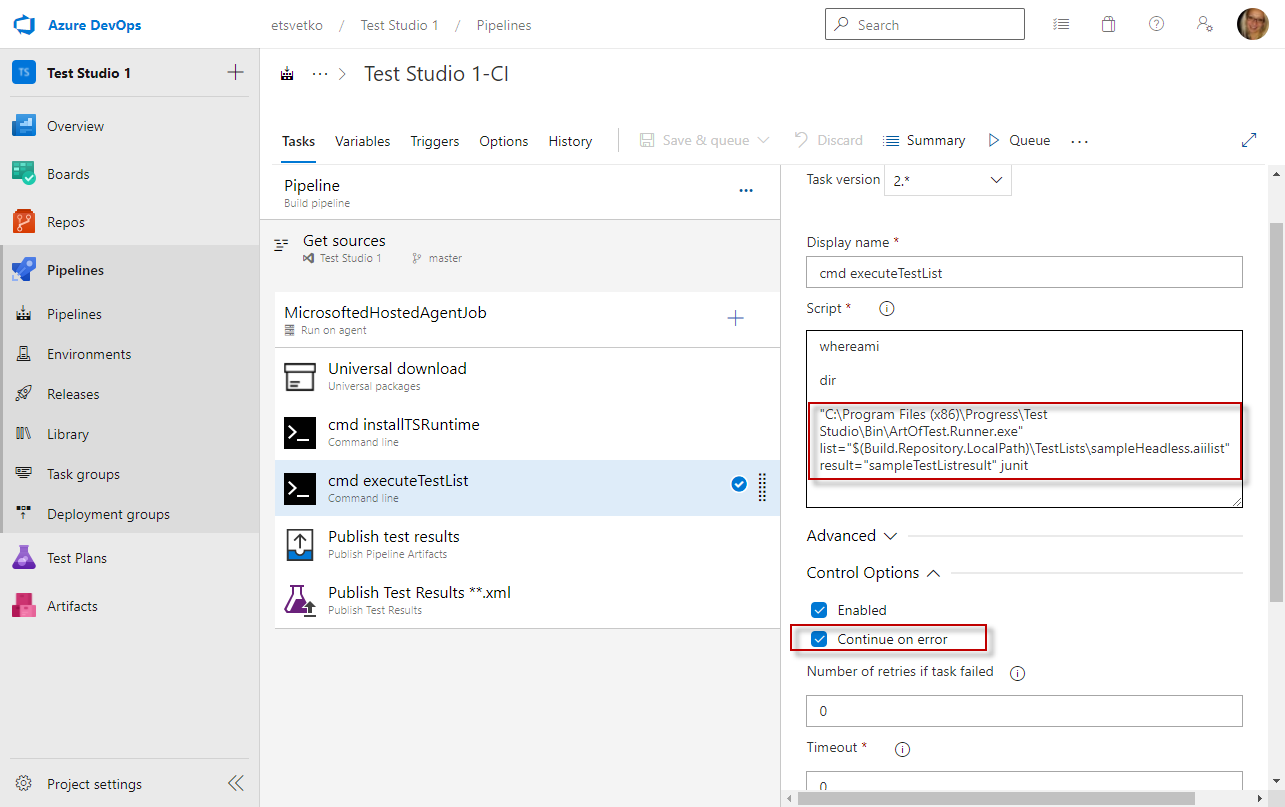 Azure DevOps
etsvetko / Test Studio 1 / Pipelines
Search
TS Test Studio 1
Overview
Boards
Repos
Pipelines
Pipelines
Environments
Releases
Library
Task groups
Deployment groups
Test Plans
Artifacts
Project settings
··· > Test Studio 1-CI
Tasks Variables Triggers Options History Save & queue Discard Summary Queue ···
Pipeline
Build pipeline
Get sources
Test Studio 1 master
MicrosoftedHostedAgentJob
Run on agent
Universal download
Universal packages
cmd installTSRuntime
Command line
cmd executeTestList
Command line
Publish test results
Publish Pipeline Artifacts
Publish Test Results **.xml
Publish Test Results
Task version 2.*
Display name *
cmd executeTestList
Script *
whereami
dir
"C:\Program Files (x86)\Progress\Test
Studio\Bin\ArtOfTest.Runner.exe"
list="$(Build.Repository.LocalPath)\TestLists\sampleHeadless.aiilist"
result="sampleTestListresult" junit
Advanced
Control Options
Enabled
Continue on error
Number of retries if task failed
0
Timeout *
0